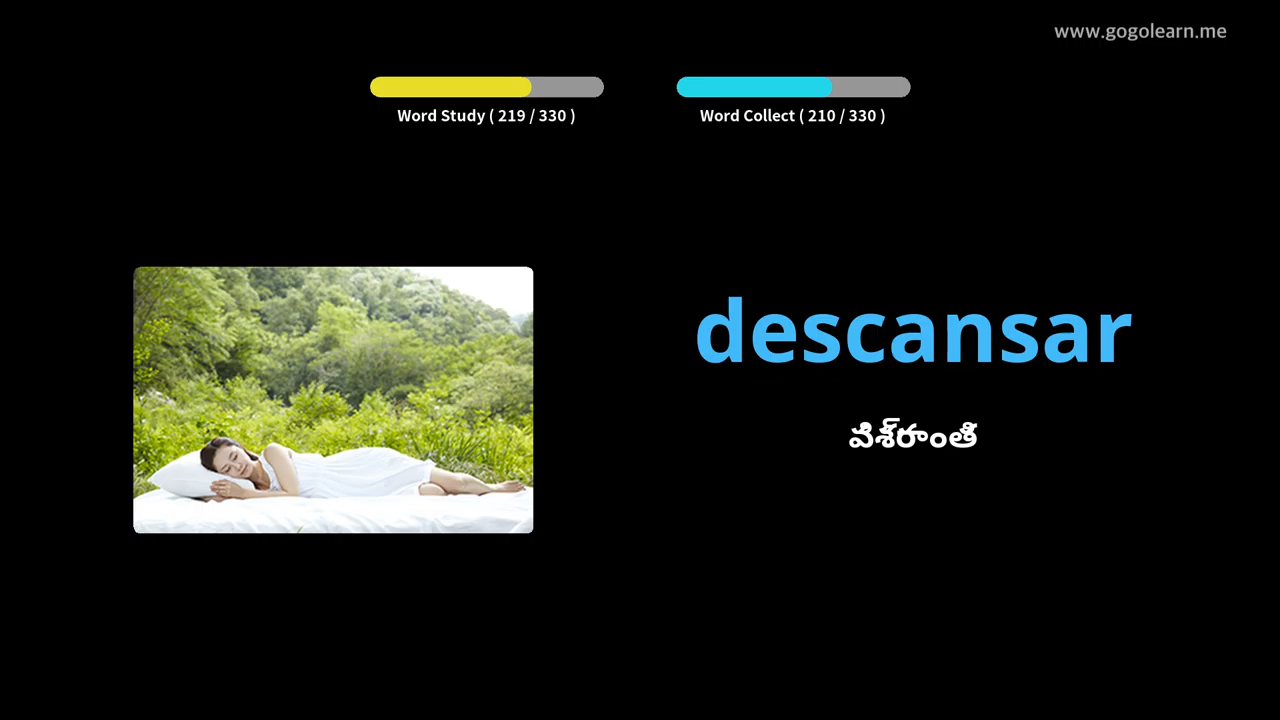 www.gogolearn.me
Word Study ( 219 / 330 )
Word Collect ( 210 / 330 )
descansar
విశ్రాంతి